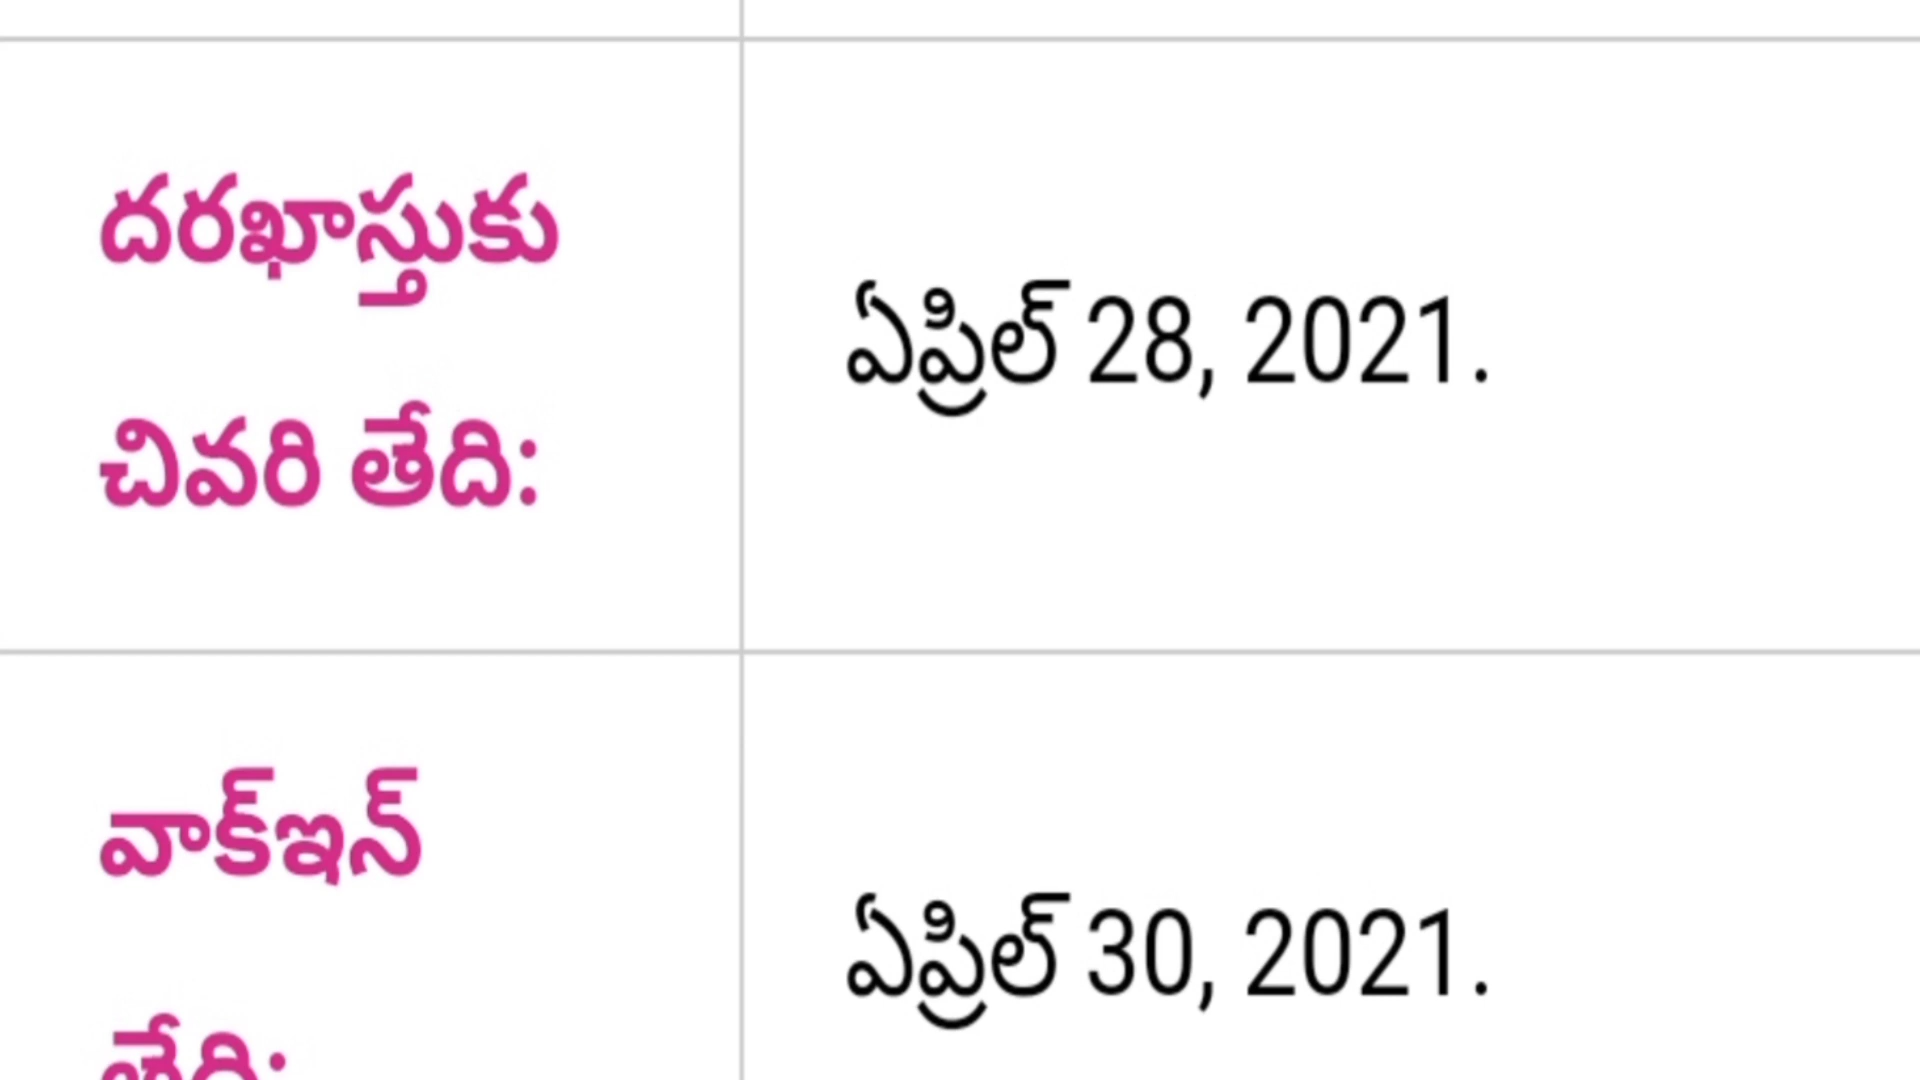 దరఖాస్తుకు
చివరి తేది:
ఏప్రిల్ 28, 2021.
వాక్ఇన్
తేది:
ఏప్రిల్ 30, 2021.